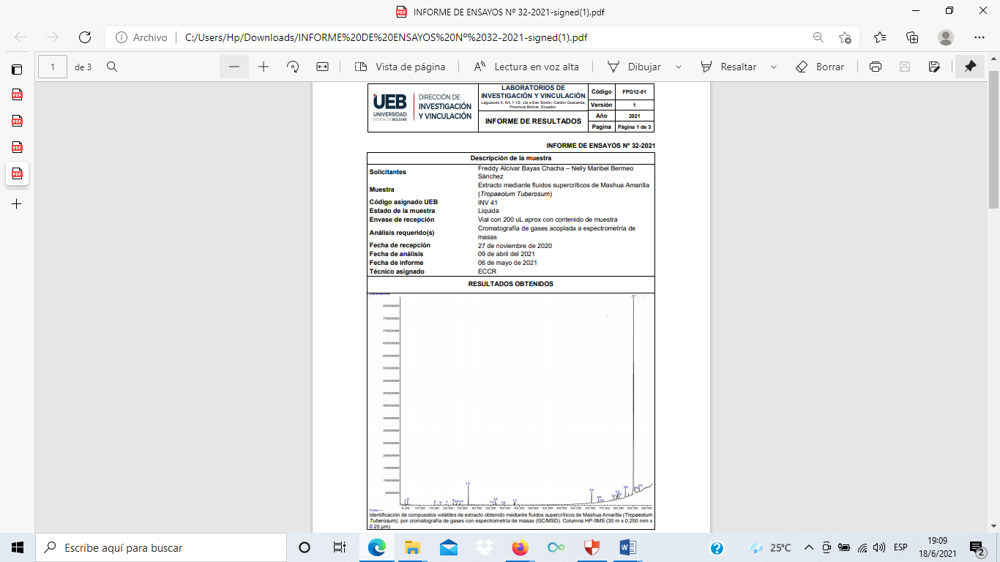 INFORME DE ENSAYOS Nº 32-2021-signed(1).pdf
Archivo
C:/Users/Hp/Downloads/INFORME%20DE%20ENSAYOS%20Nº%2032-2021-signed(1).pdf
1 de 3
Vista de página
Lectura en voz alta
Dibujar
Resaltar
Borrar
UEB
UNIVERSIDAD
ESTATAL DE BOLÍVAR
DIRECCIÓN DE
INVESTIGACIÓN
Y VINCULACIÓN
LABORATORIOS DE
INVESTIGACIÓN Y VINCULACIÓN
Laguacoto II, Km 1 1/2, vía a San Simón, Cantón Guaranda,
Provincia Bolívar, Ecuador.
INFORME DE RESULTADOS
Código FPG12-01
Versión 1
Año 2021
Pagina Página 1 de 3
INFORME DE ENSAYOS Nº 32-2021
Descripción de la muestra
Solicitantes Freddy Alcívar Bayas Chacha – Nelly Maribel Bermeo
Sánchez
Muestra Extracto mediante fluidos supercríticos de Mashua Amarilla
(Tropaeolum Tuberosum)
Código asignado UEB INV 41
Estado de la muestra Líquida
Envase de recepción Vial con 200 uL aprox con contenido de muestra
Análisis requerido(s) Cromatografía de gases acoplada a espectrometría de
masas
Fecha de recepción 27 de noviembre de 2020
Fecha de análisis 09 de abril del 2021
Fecha de informe 06 de mayo de 2021
Técnico asignado ECCR
RESULTADOS OBTENIDOS
27
8000000
7500000
7000000
6500000
6000000
5500000
5000000
4500000
4000000
3500000
3000000
2500000
2000000
1500000
1000000
500000
5.00 10.00 15.00 20.00 25.00 30.00 35.00 40.00 45.00 50.00 55.00 60.00 65.00 70.00 75.00 80.00 85.00 90.00
Time-->
Identificación de compuestos volátiles de extracto obtenido mediante fluidos supercríticos de Mashua Amarilla (Tropaeolum
Tuberosum), por cromatografía de gases con espectrometría de masas (GC/MSD). Columna HP-5MS (30 m x 0.250 mm x
0.25 µm)
Escribe aquí para buscar
25°C
ESP
19:09
18/6/2021
2